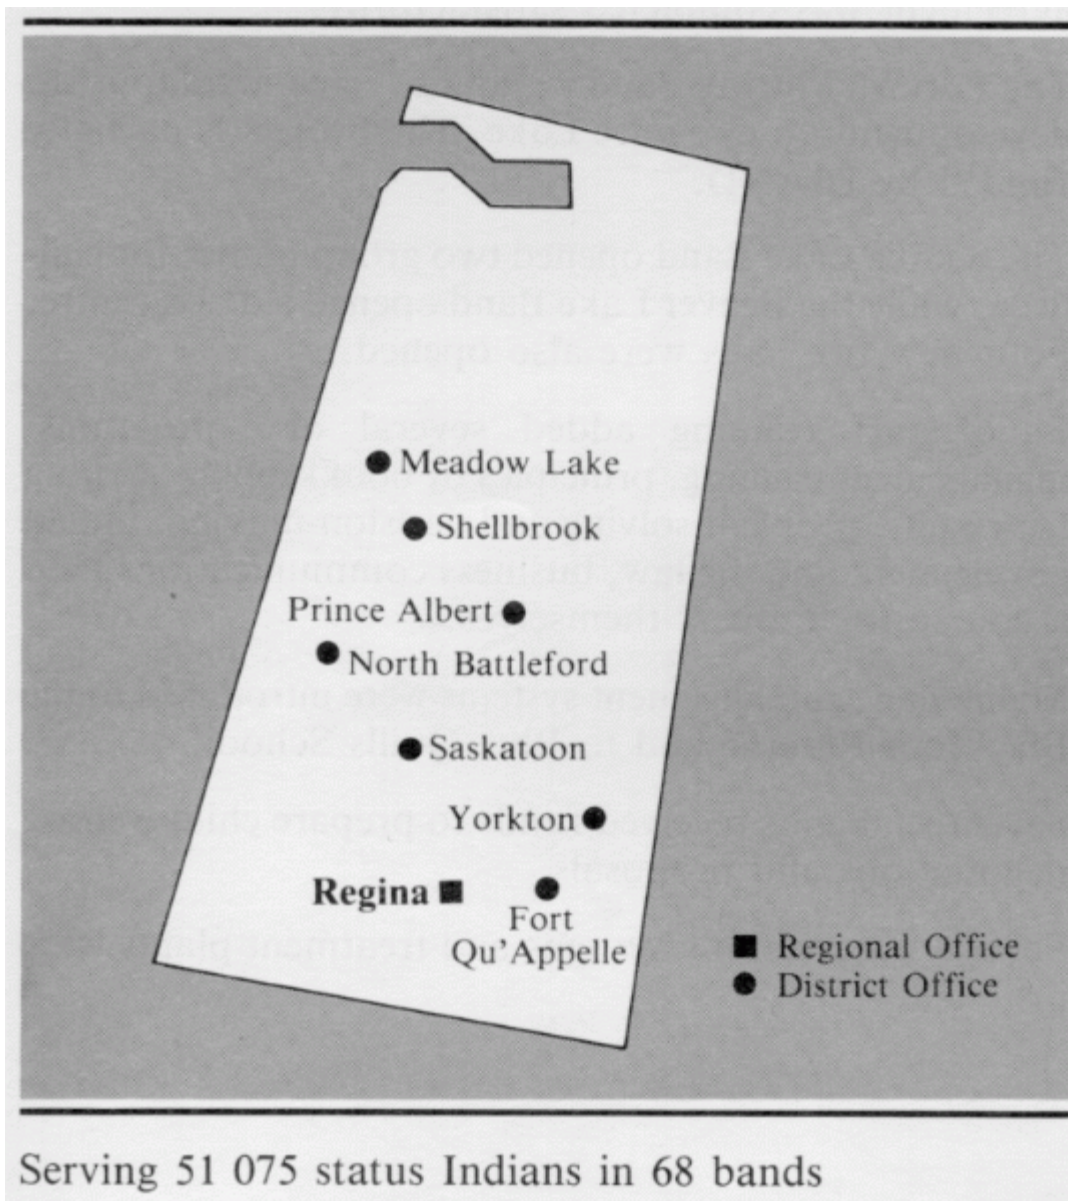 Meadow Lake
Shellbrook
Prince Albert
North Battleford
Saskatoon
Yorkton
Regina
Fort
Qu'Appelle
Regional Office
District Office
Serving 51 075 status Indians in 68 bands